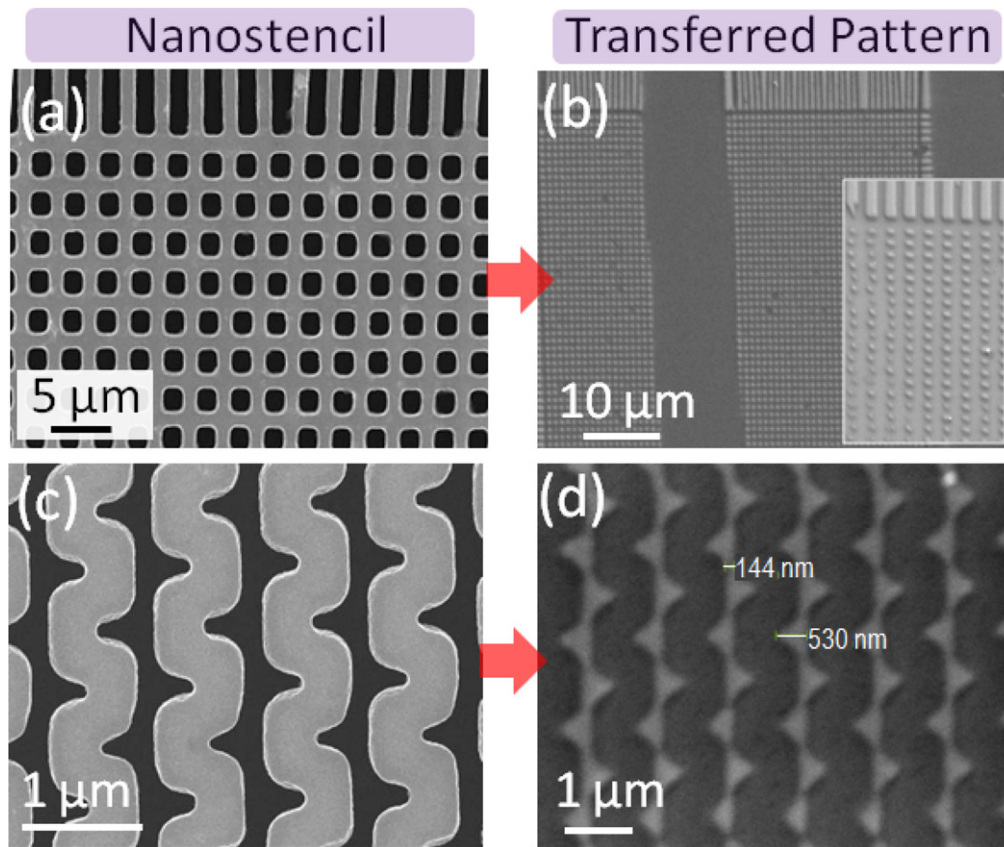 Nanostencil
Transferred Pattern
(a)
5 μm
(b)
10 μm
(c)
1 μm
(d)
144 nm
530 nm
1 μm